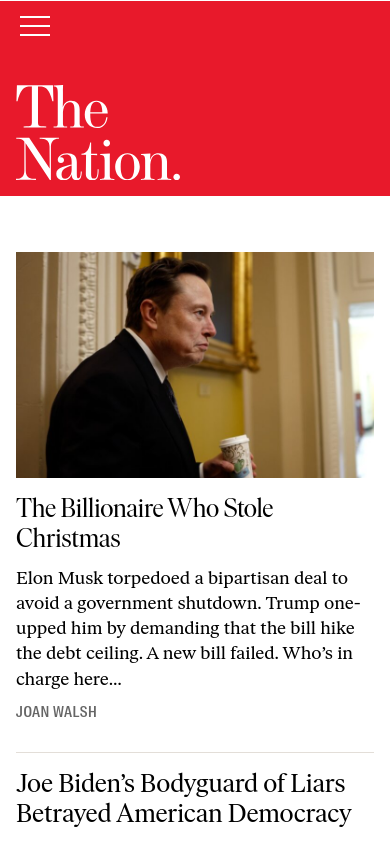 The
Nation.
The Billionaire Who Stole
Christmas
Elon Musk torpedoed a bipartisan deal to
avoid a government shutdown. Trump one-
upped him by demanding that the bill hike
the debt ceiling. A new bill failed. Who’s in
charge here…
JOAN WALSH
Joe Biden’s Bodyguard of Liars
Betrayed American Democracy